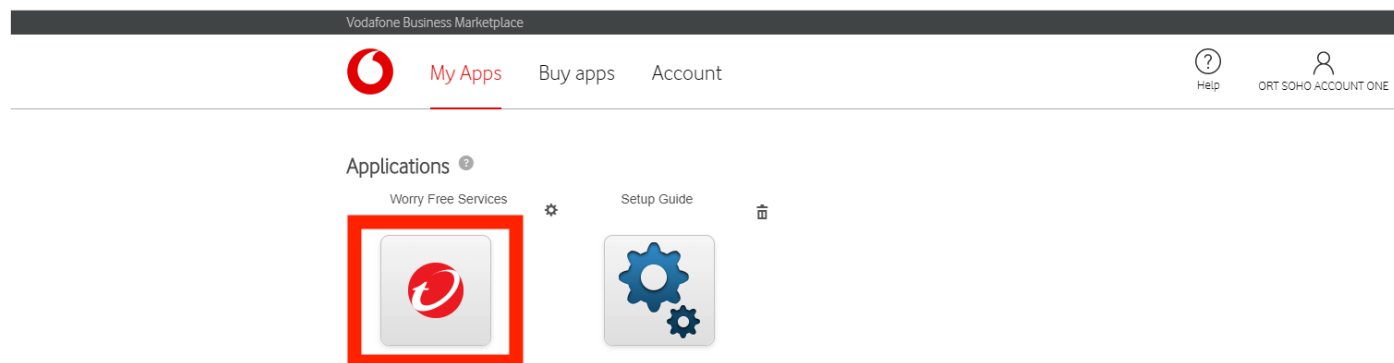 Vodafone Business Marketplace
My Apps Buy apps Account
? Help
ORT SOHO ACCOUNT ONE
Applications ?
Worry Free Services
Setup Guide